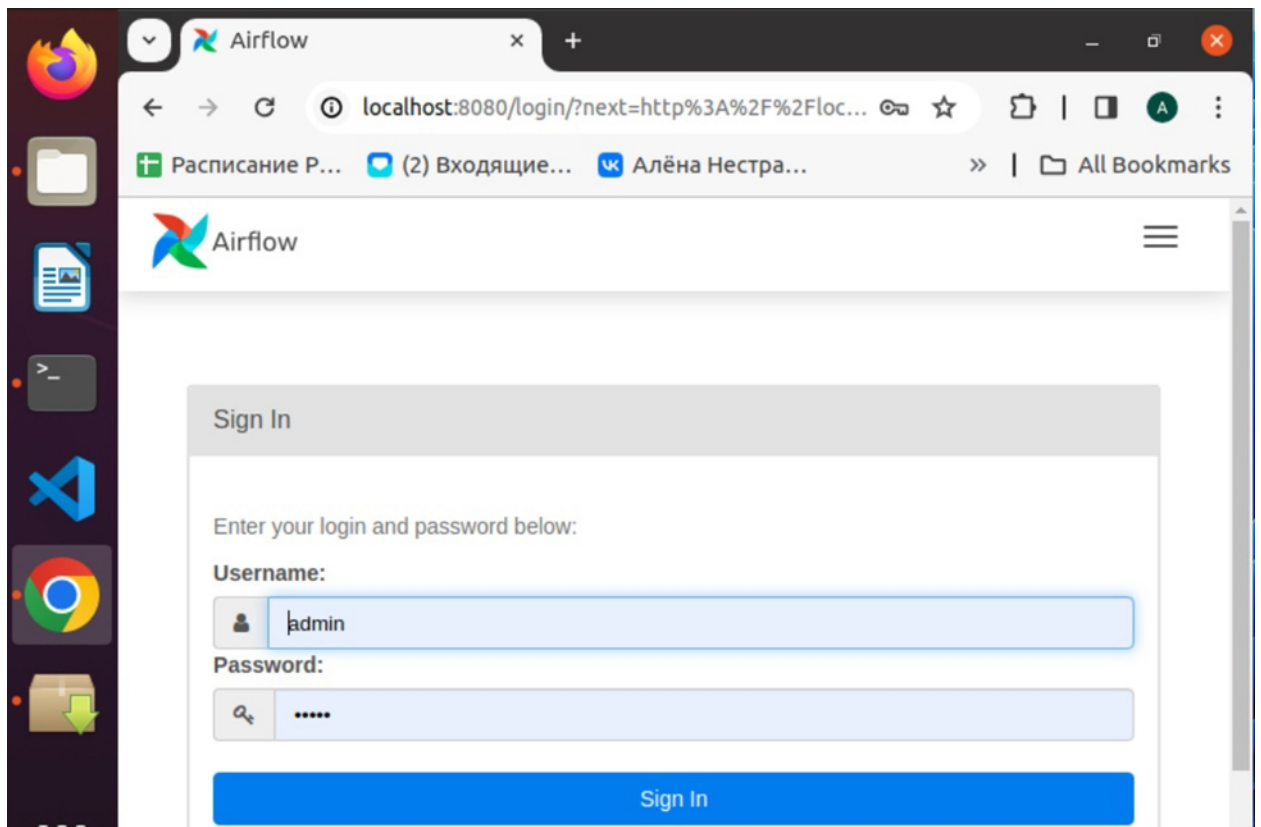 Airflow
localhost:8080/login/?next=http%3A%2F%2Floc...
A
Расписание Р... (2) Входящие... Алёна Нестра... » All Bookmarks
Airflow
>_
Sign In
Enter your login and password below:
Username:
admin
Password:
•••••
Sign In